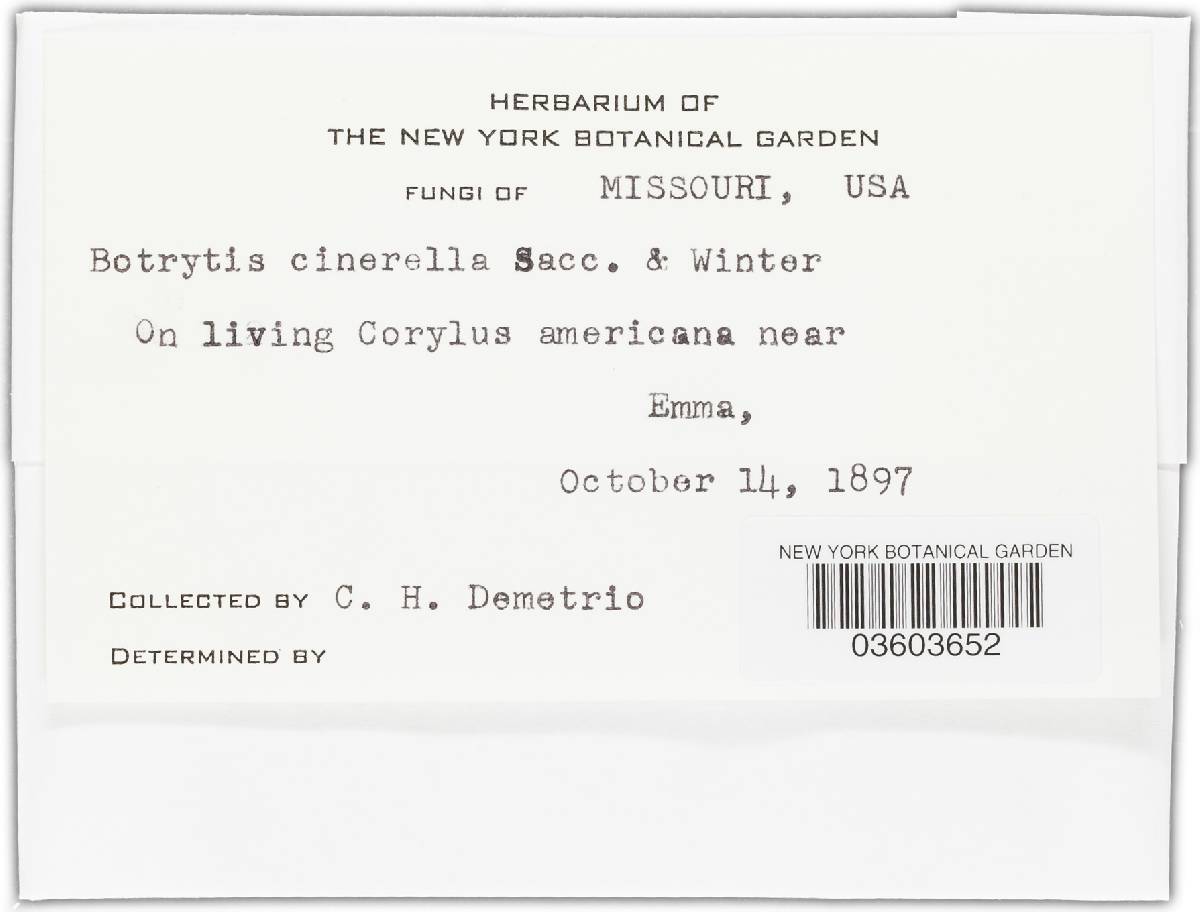 HERBARIUM OF
THE NEW YORK BOTANICAL GARDEN
FUNGI OF MISSOURI, USA
Botrytis cinerella Sacc. & Winter
On living Corylus americana near
Emma,
October 14, 1897
COLLECTED BY C. H. Demetrio
DETERMINED BY
NEW YORK BOTANICAL GARDEN
03603652